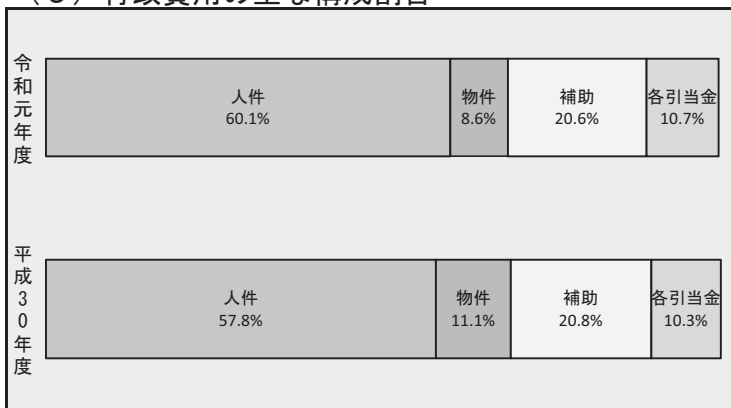 令和元年度
人件
60.1%
物件
8.6%
補助
20.6%
各引当金
10.7%
平成30年度
人件
57.8%
物件
11.1%
補助
20.8%
各引当金
10.3%